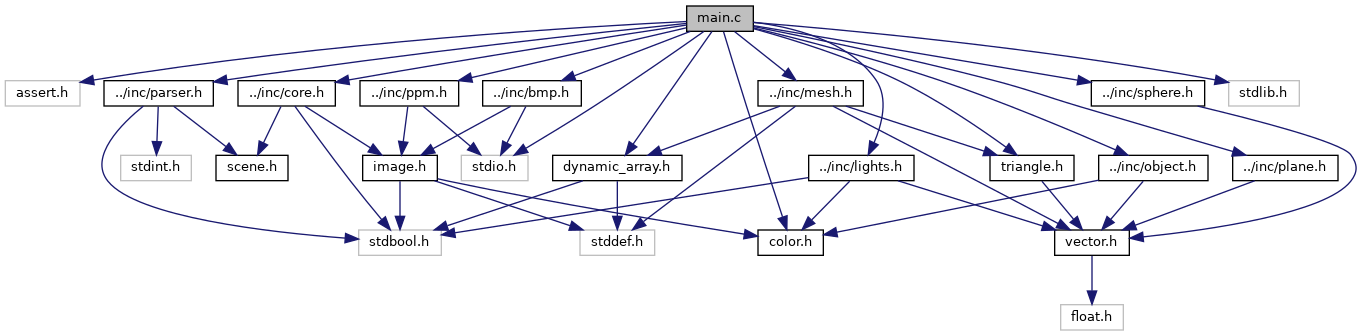 main.c
assert.h
../inc/parser.h
../inc/core.h
../inc/ppm.h
../inc/bmp.h
../inc/mesh.h
../inc/sphere.h
stdlib.h
stdint.h
scene.h
image.h
stdio.h
dynamic_array.h
../inc/lights.h
triangle.h
../inc/object.h
../inc/plane.h
stdbool.h
stddef.h
color.h
vector.h
float.h